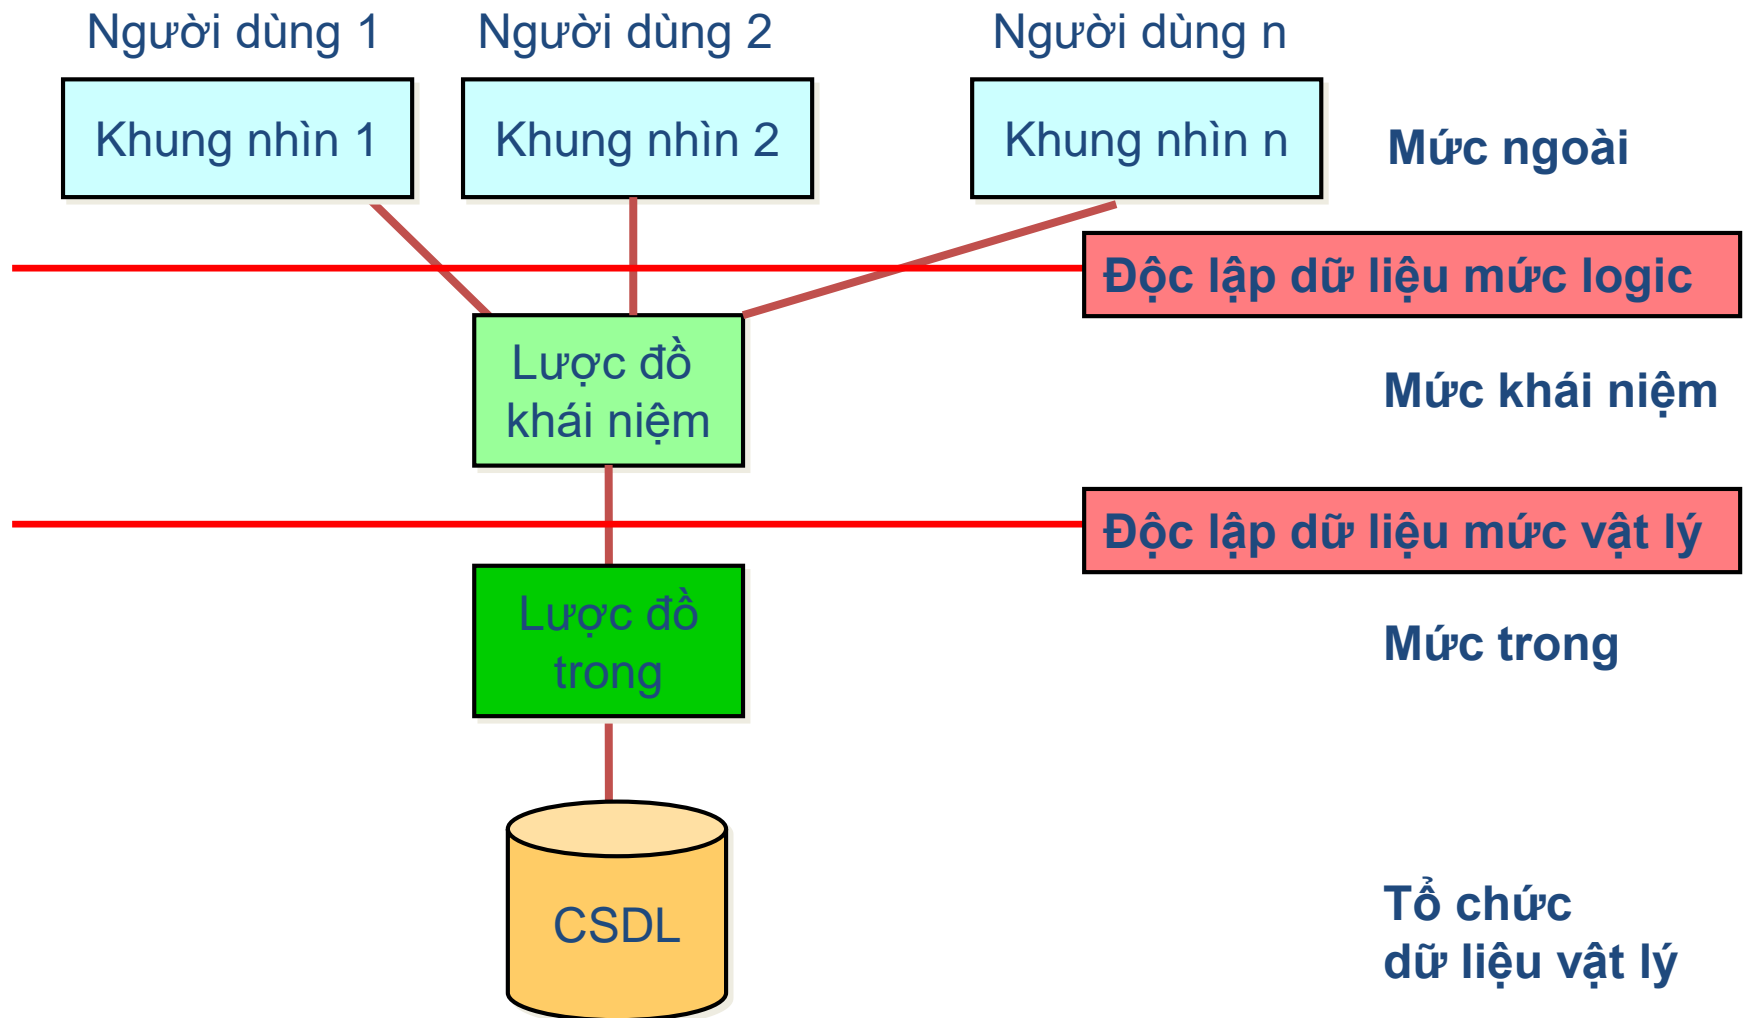 Người dùng 1
Người dùng 2
Người dùng n
Khung nhìn 1
Khung nhìn 2
Khung nhìn n
Mức ngoài
Độc lập dữ liệu mức logic
Lược đồ
khái niệm
Mức khái niệm
Độc lập dữ liệu mức vật lý
Lược đồ
trong
Mức trong
CSDL
Tổ chức
dữ liệu vật lý